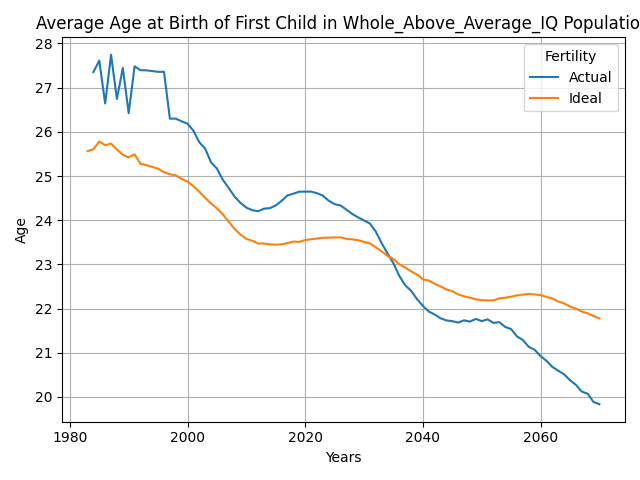 Average Age at Birth of First Child in Whole_Above_Average_IQ Populatio
28
27
26
25
24
23
22
21
20
Age
Fertility
Actual
Ideal
1980
2000
2020
2040
2060
Years